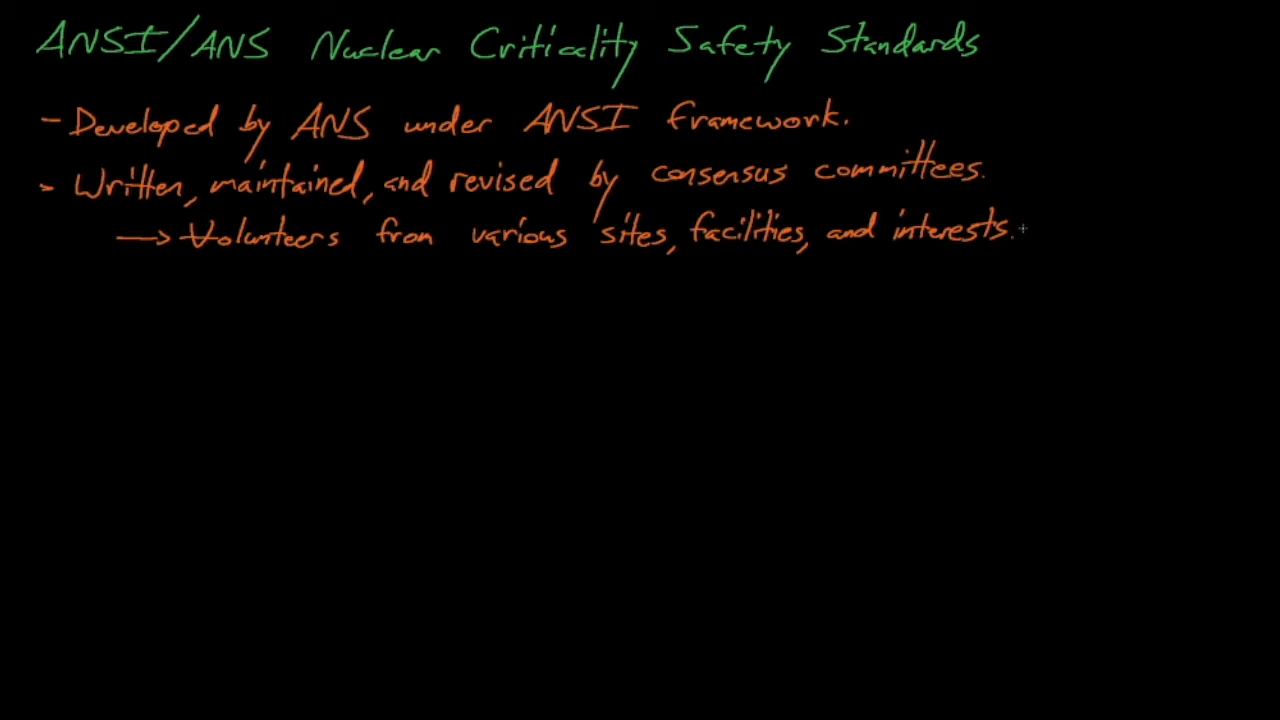 ANSI/ANS Nuclear Criticality Safety Standards
- Developed by ANS under ANSI framework.
- Written, maintained, and revised by consensus committees.
→ Volunteers from various sites, facilities, and interests.